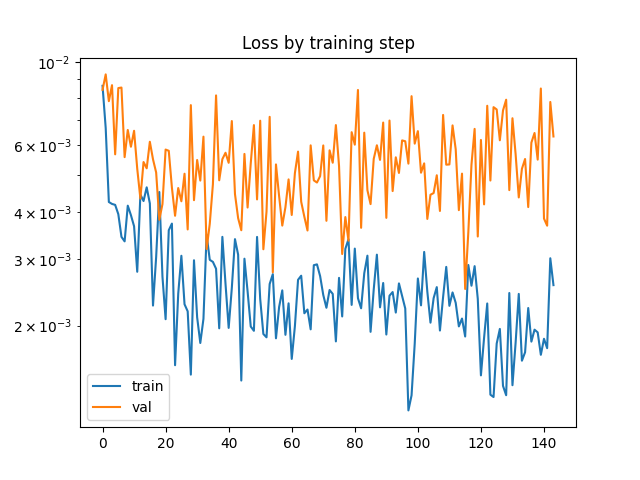 Loss by training step
10⁻²
6 × 10⁻³
4 × 10⁻³
3 × 10⁻³
2 × 10⁻³
train
val
0 20 40 60 80 100 120 140